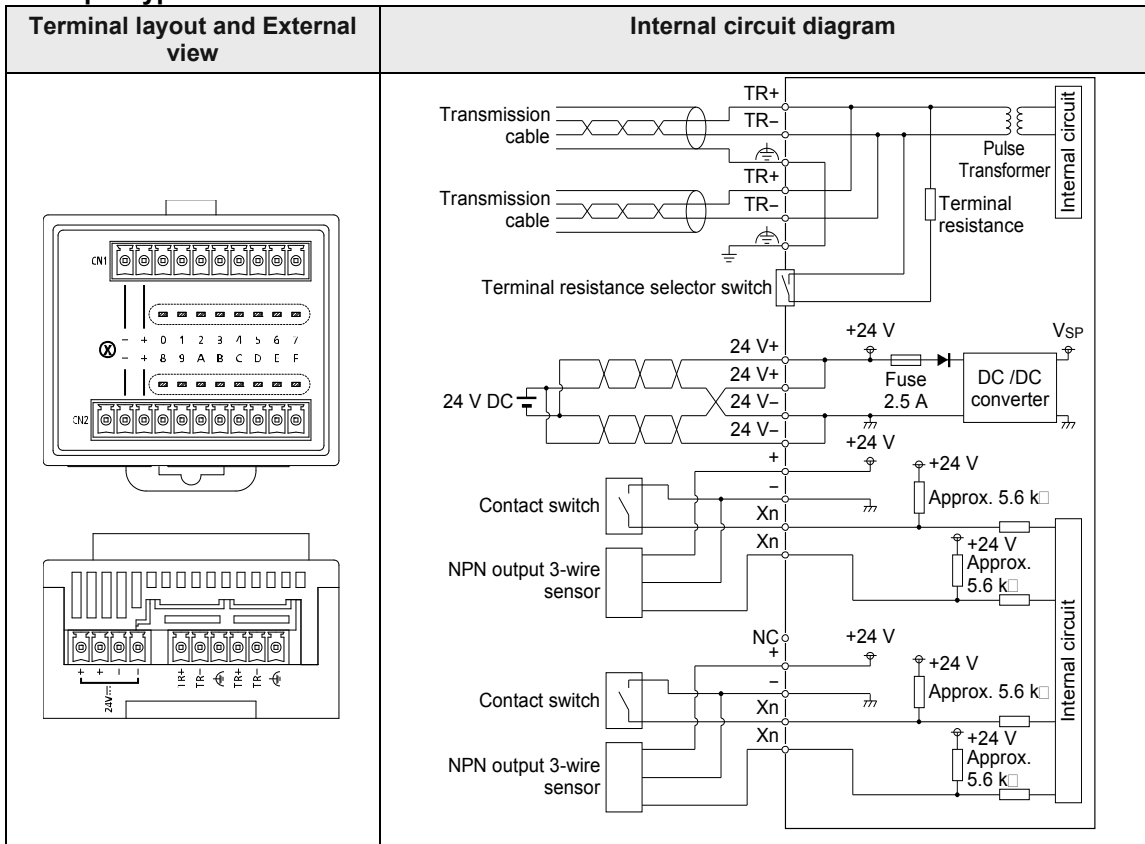 Terminal layout and External
view
Internal circuit diagram
CN1
- + 0 1 2 3 4 5 6 7
X
- + 8 9 A B C D E F
CN2
+ + − −
24V
TR+ TR− TR+ TR−
Transmission
cable
TR+
TR−
Transmission
cable
TR+
TR−
Pulse
Transformer
Internal circuit
Terminal
resistance
Terminal resistance selector switch
24 V DC
24 V+
24 V+
24 V−
24 V−
+24 V
Fuse
2.5 A
VSP
DC /DC
converter
+
−
Xn
Xn
+24 V
Contact switch
NPN output 3-wire
sensor
+24 V
Approx. 5.6 k□
+24 V
Approx.
5.6 k□
NC
+
−
Xn
Xn
+24 V
Contact switch
NPN output 3-wire
sensor
+24 V
Approx. 5.6 k□
+24 V
Approx.
5.6 k□
Internal circuit